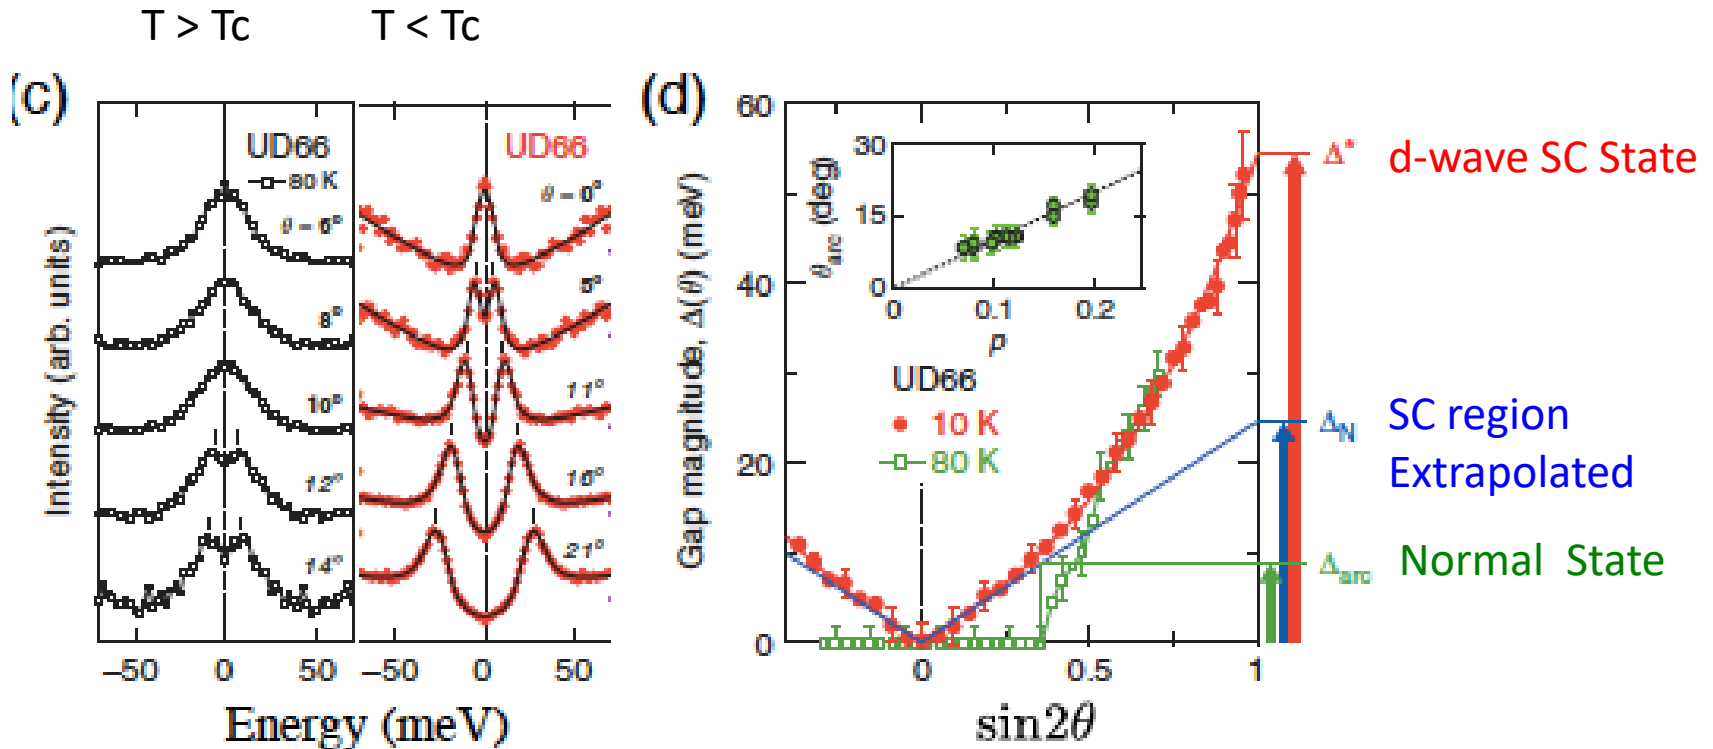 T > Tc
T < Tc
(c)
UD66
80 K
θ = 6°
8°
10°
12°
14°
UD66
θ = 0°
6°
11°
16°
21°
Intensity (arb. units)
−50
0
50
−50
0
50
Energy (meV)
(d)
60
40
20
0
Gap magnitude, Δ(θ) (meV)
30
15
0
θarc (deg)
0
0.1
0.2
p
UD66
10 K
80 K
0
0.5
1
sin2θ
Δ*
d-wave SC State
ΔN
SC region
Extrapolated
Δarc
Normal State